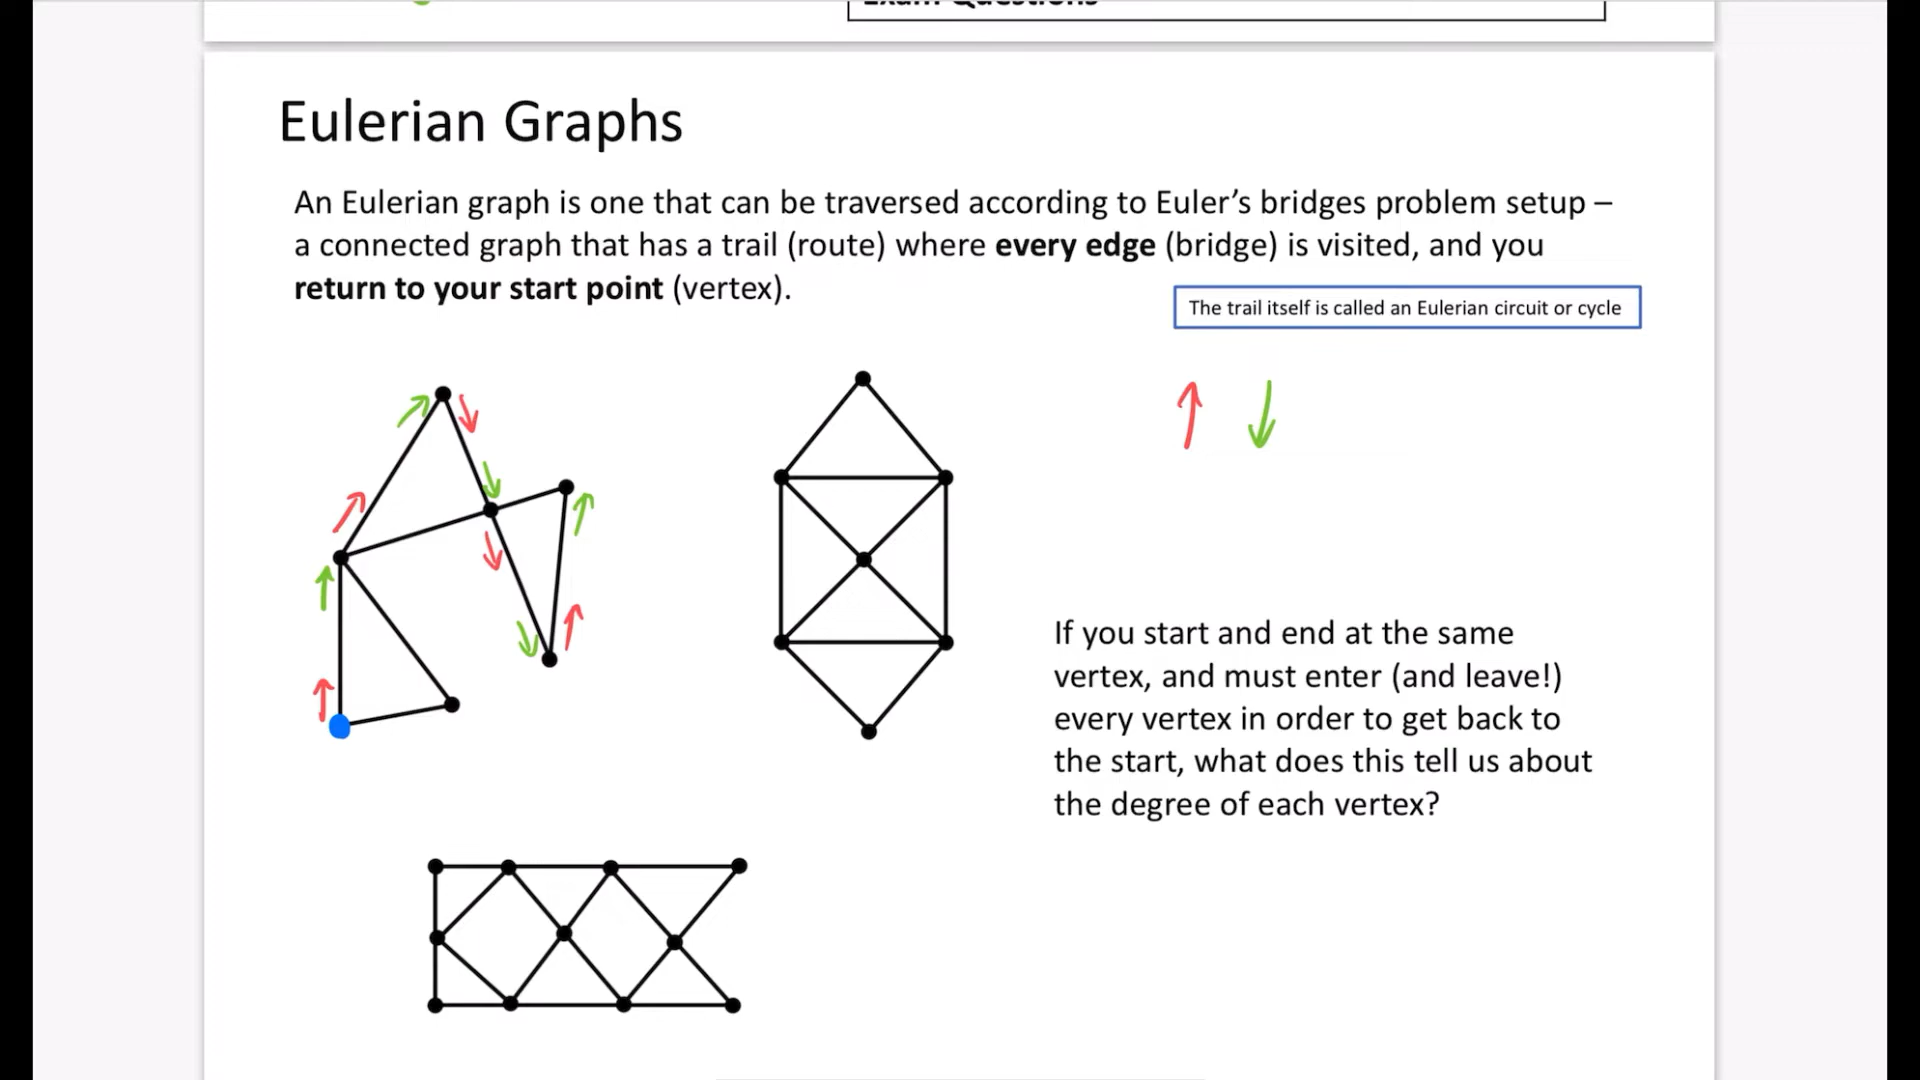 Exam Questions
Eulerian Graphs
An Eulerian graph is one that can be traversed according to Euler’s bridges problem setup –
a connected graph that has a trail (route) where every edge (bridge) is visited, and you
return to your start point (vertex).
The trail itself is called an Eulerian circuit or cycle
If you start and end at the same
vertex, and must enter (and leave!)
every vertex in order to get back to
the start, what does this tell us about
the degree of each vertex?